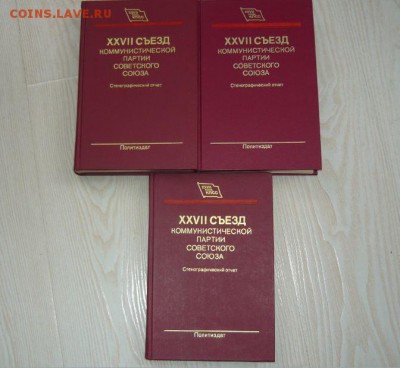 COINS.LAVE.RU
XXVII СЪЕЗД
КОММУНИСТИЧЕСКОЙ
ПАРТИИ
СОВЕТСКОГО
СОЮЗА
Стенографический отчет
Политиздат
XXVII СЪЕЗД
КОММУНИСТИЧЕСКОЙ
ПАРТИИ
СОВЕТСКОГО
СОЮЗА
Стенографический отчет
Политиздат
XXVII СЪЕЗД
КОММУНИСТИЧЕСКОЙ
ПАРТИИ
СОВЕТСКОГО
СОЮЗА
Стенографический отчет
Политиздат